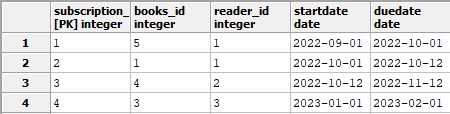 subscription_ books_id reader_id startdate duedate
[PK] integer integer integer date date
1 1 5 1 2022-09-01 2022-10-01
2 2 1 1 2022-10-01 2022-10-12
3 3 4 2 2022-10-12 2022-11-12
4 4 3 3 2023-01-01 2023-02-01